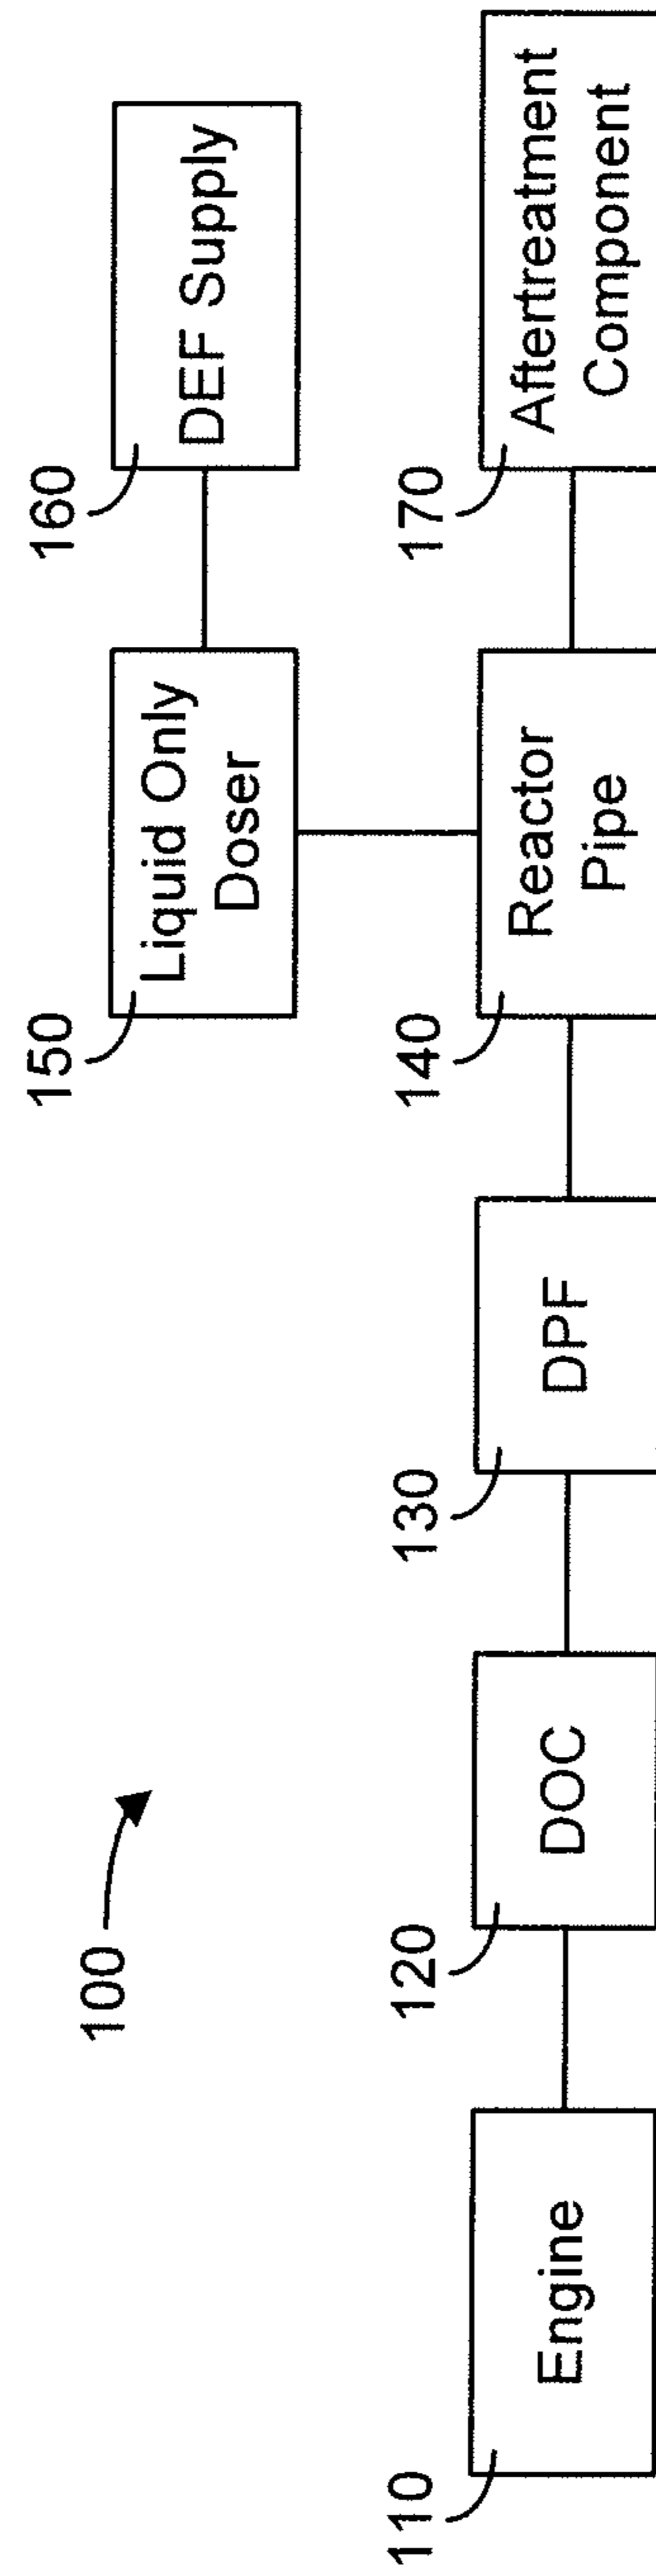 100
150
Liquid Only
Doser
160
DEF Supply
110
Engine
120
DOC
130
DPF
140
Reactor
Pipe
170
Aftertreatment
Component